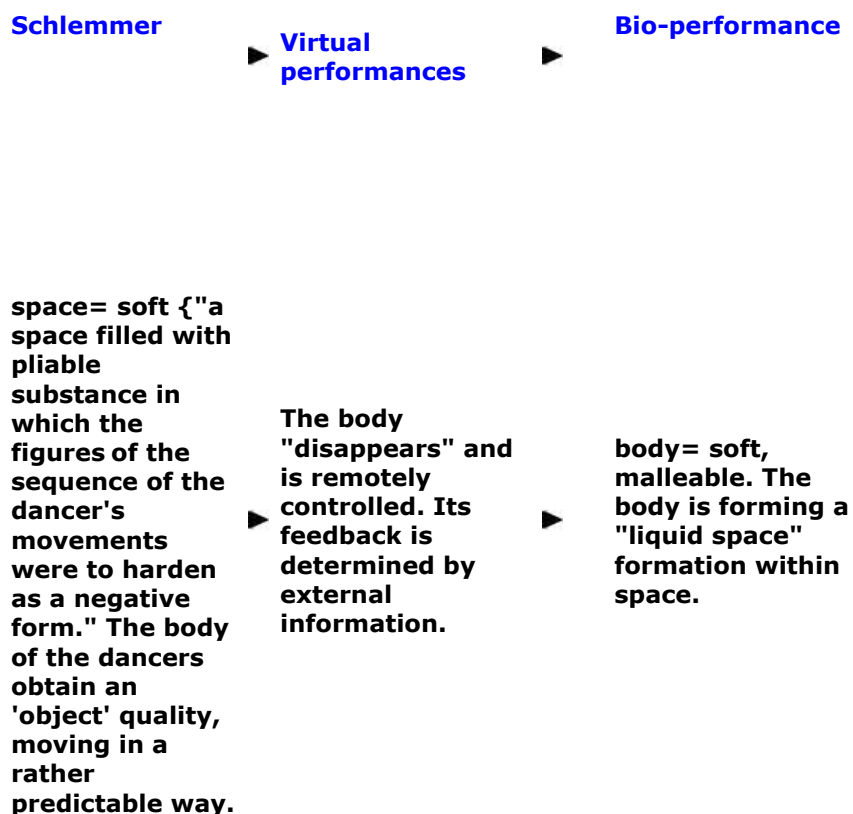 Schlemmer
Virtual
performances
Bio-performance
space= soft {"a
space filled with
pliable
substance in
which the
figures of the
sequence of the
dancer's
movements
were to harden
as a negative
form." The body
of the dancers
obtain an
'object' quality,
moving in a
rather
predictable way.
The body
"disappears" and
is remotely
controlled. Its
feedback is
determined by
external
information.
body= soft,
malleable. The
body is forming a
"liquid space"
formation within
space.